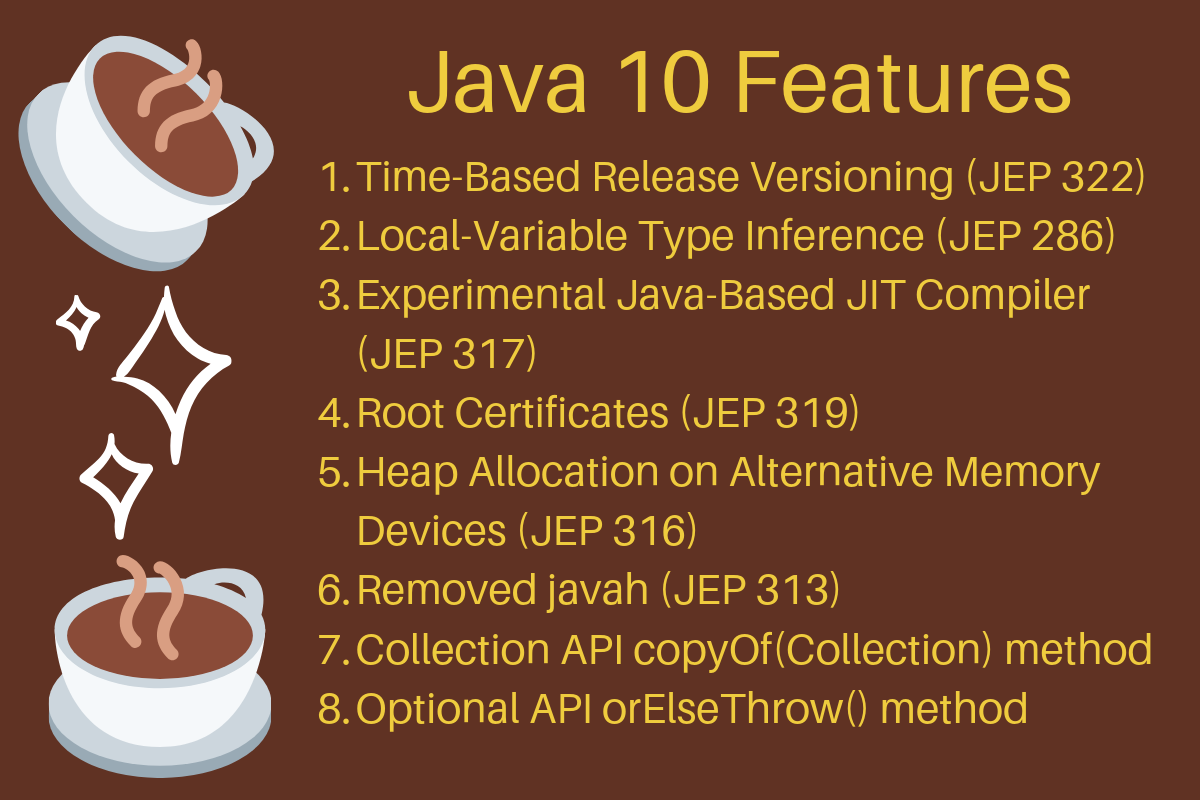 Java 10 Features
1. Time-Based Release Versioning (JEP 322)
2. Local-Variable Type Inference (JEP 286)
3. Experimental Java-Based JIT Compiler
(JEP 317)
4. Root Certificates (JEP 319)
5. Heap Allocation on Alternative Memory
Devices (JEP 316)
6. Removed javah (JEP 313)
7. Collection API copyOf(Collection) method
8. Optional API orElseThrow() method